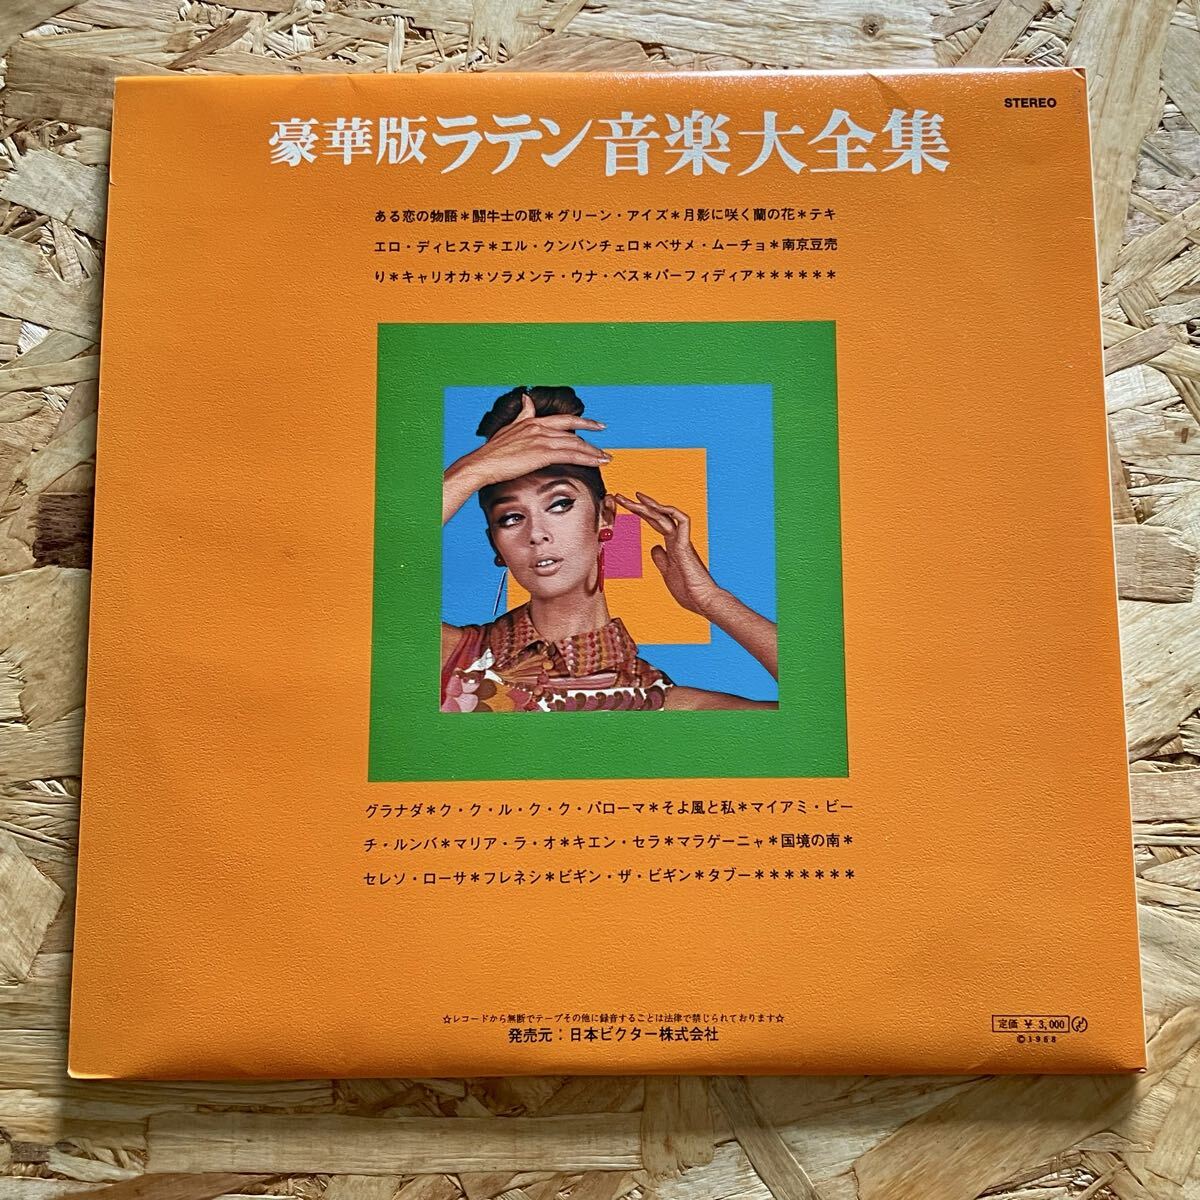 STEREO
豪華版ラテン音楽大全集
ある恋の物語*闘牛士の歌*グリーン・アイズ*月影に咲く蘭の花*テキ
エロ・ディヒステ*エル・クンバンチェロ*ベサメ・ムーチョ*南京豆売
り*キャリオカ*ソラメンテ・ウナ・ベス*パーフィディア******
グラナダ*ク・ク・ル・ク・ク・パローマ*そよ風と私*マイアミ・ビー
チ・ルンバ*マリア・ラ・オ*キエン・セラ*マラゲーニャ*国境の南*
セレソ・ローサ*フレネシ*ビギン・ザ・ビギン*タブー*******
☆レコードから無断でテープその他に録音することは法律で禁じられております☆
発売元:日本ビクター株式会社
定価 ¥ 3,000
©1968